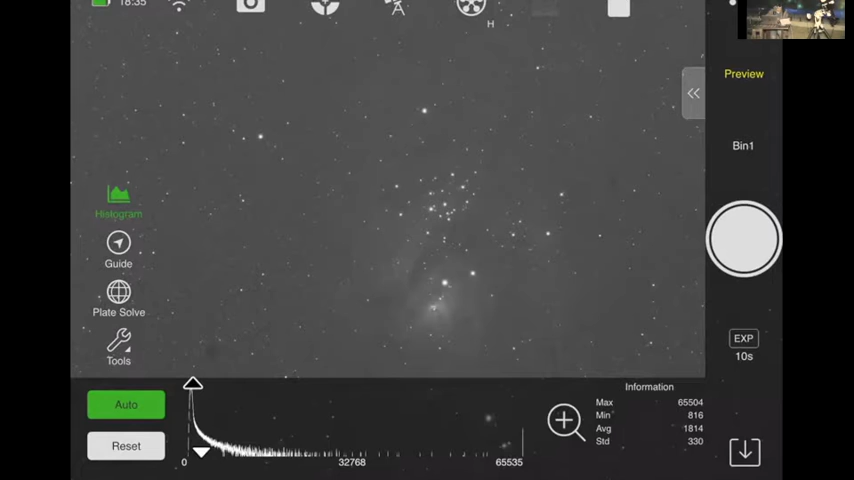 18:35
H
Preview
Bin1
Histogram
Guide
Plate Solve
Tools
EXP
10s
Auto
Reset
0
32768
65535
Information
Max 65504
Min 816
Avg 1814
Std 330